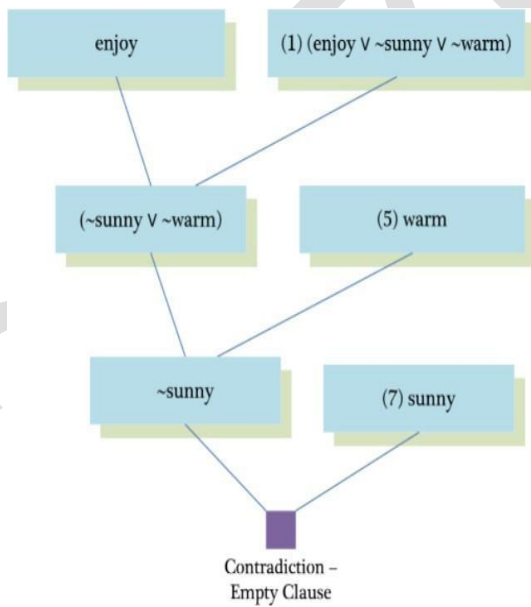 enjoy
(1) (enjoy ∨ ~sunny ∨ ~warm)
(~sunny ∨ ~warm)
(5) warm
~sunny
(7) sunny
Contradiction –
Empty Clause